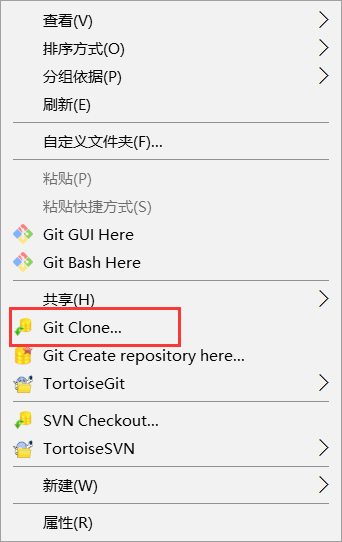 查看(V)
排序方式(O)
分组依据(P)
刷新(E)
自定义文件夹(F)...
粘贴(P)
粘贴快捷方式(S)
Git GUI Here
Git Bash Here
共享(H)
Git Clone...
Git Create repository here...
TortoiseGit
SVN Checkout...
TortoiseSVN
新建(W)
属性(R)